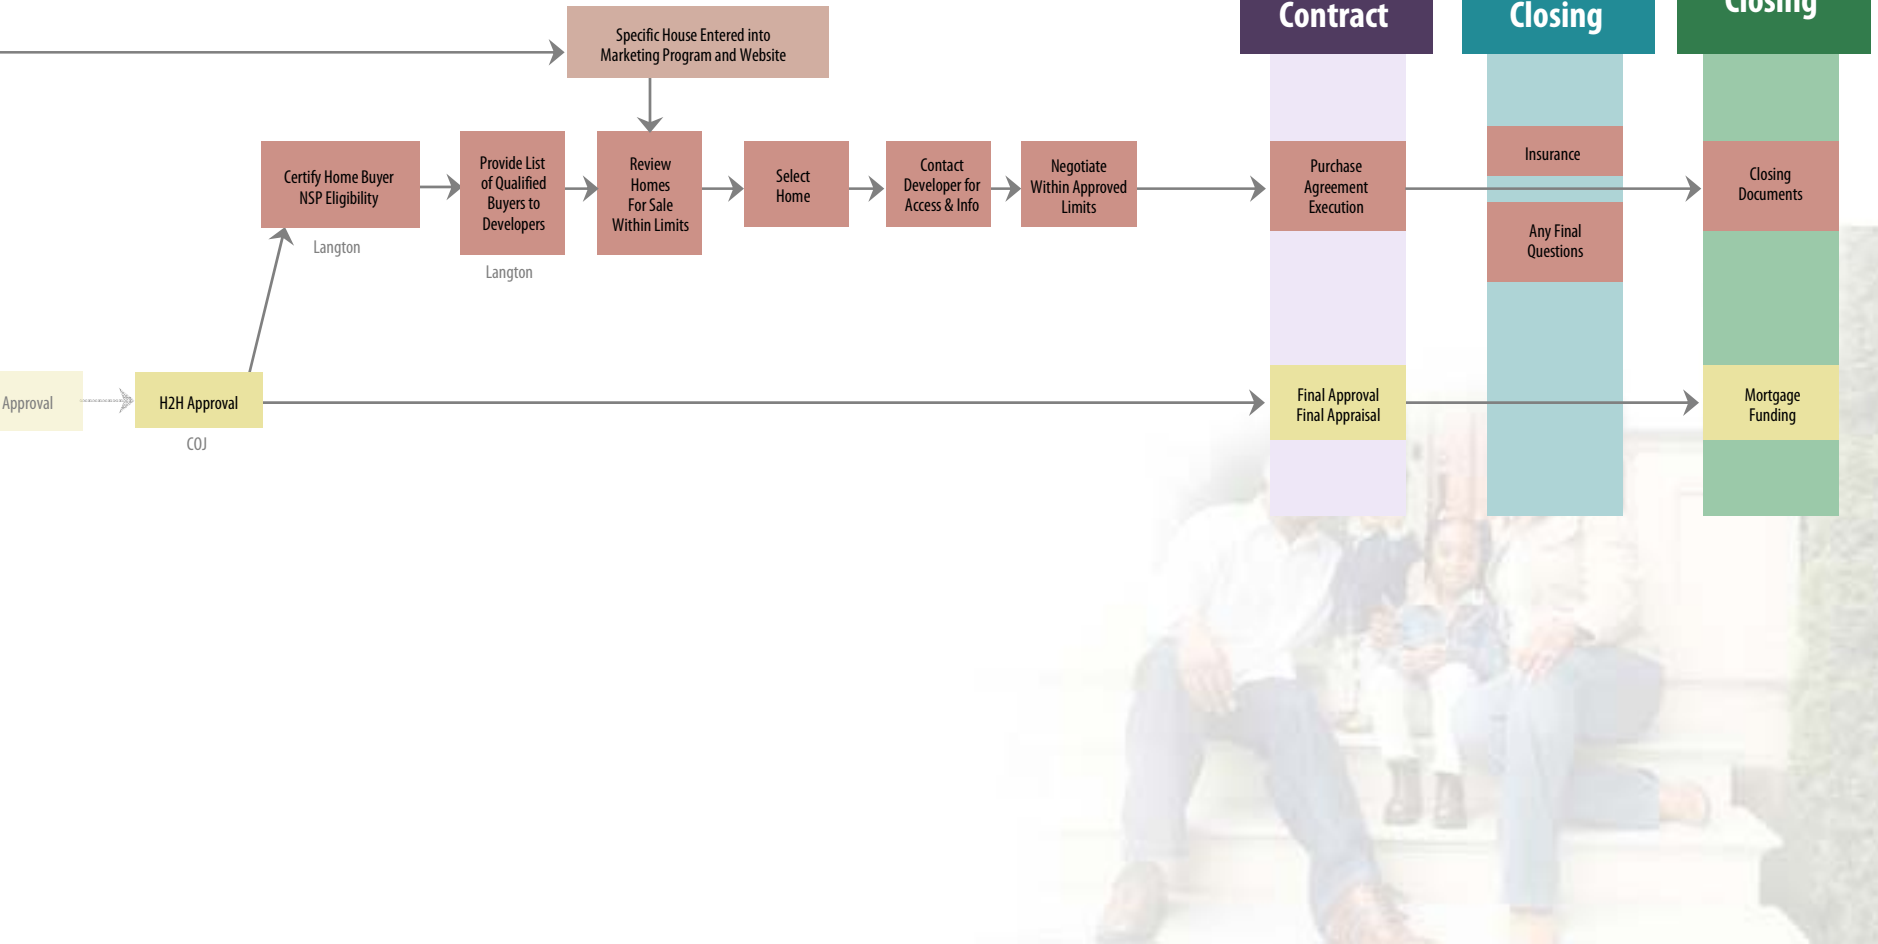 Contract
Closing
Closing
Specific House Entered into
Marketing Program and Website
Certify Home Buyer
NSP Eligibility
Langton
Provide List
of Qualified
Buyers to
Developers
Langton
Review
Homes
For Sale
Within Limits
Select
Home
Contact
Developer for
Access & Info
Negotiate
Within Approved
Limits
Purchase
Agreement
Execution
Insurance
Any Final
Questions
Closing
Documents
Approval
H2H Approval
COJ
Final Approval
Final Appraisal
Mortgage
Funding